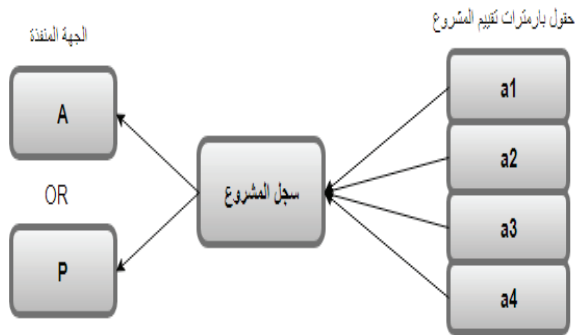 حقول بارمترات تقييم المشروع
الجهة المنفذة
a1
a2
a3
a4
سجل المشروع
A
OR
P